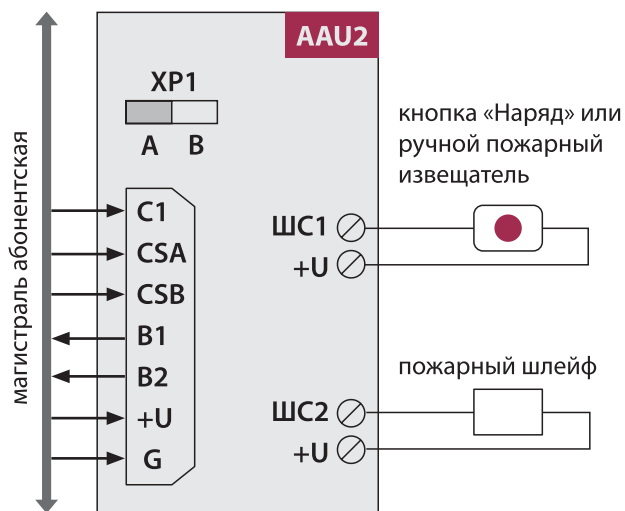 AAU2
XP1
A B
кнопка «Наряд» или
ручной пожарный
извещатель
магистраль абонентская
C1
CSA
CSB
B1
B2
+U
G
ШС1
+U
пожарный шлейф
ШС2
+U